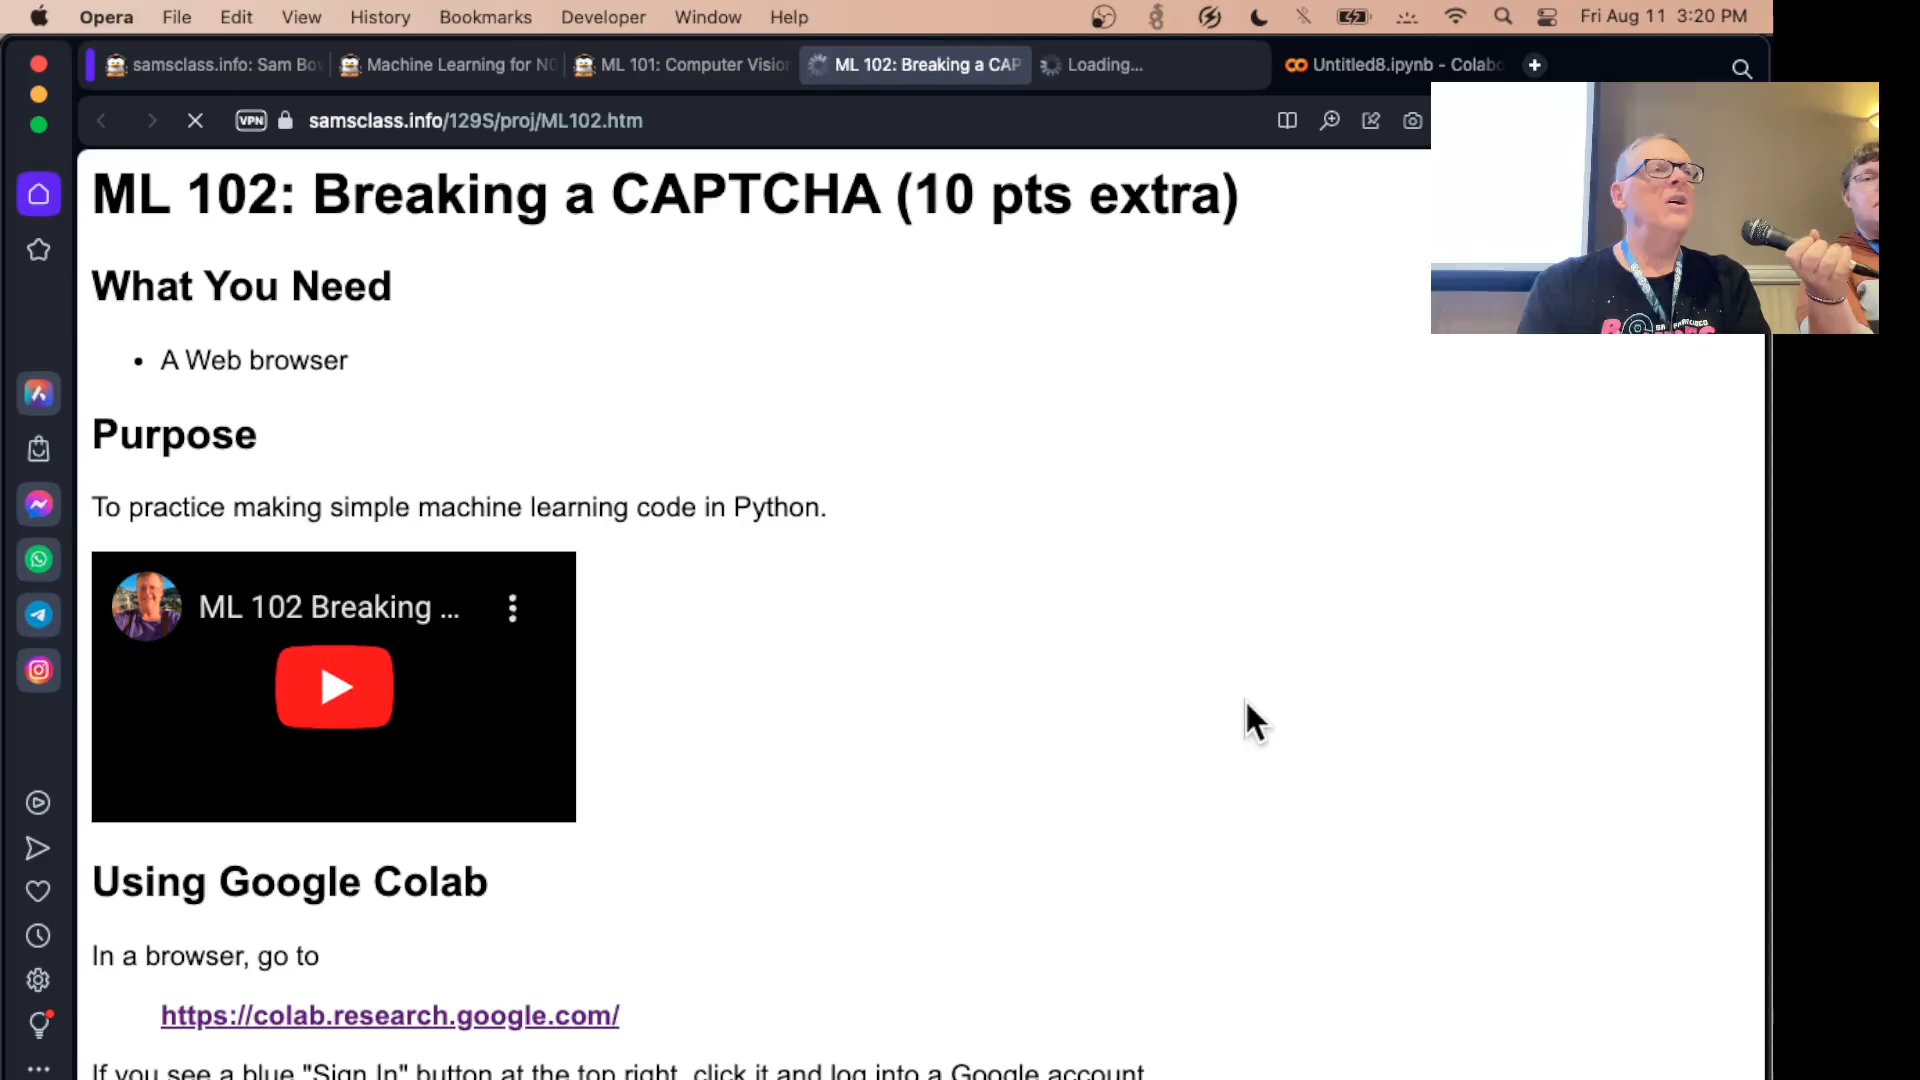 Opera File Edit View History Bookmarks Developer Window Help Fri Aug 11 3:20 PM
samsclass.info: Sam Bo Machine Learning for N ML 101: Computer Vision ML 102: Breaking a CAP Loading... Untitled8.ipynb - Colab
VPN samsclass.info/129S/proj/ML102.htm
ML 102: Breaking a CAPTCHA (10 pts extra)
What You Need
• A Web browser
Purpose
To practice making simple machine learning code in Python.
ML 102 Breaking ...
Using Google Colab
In a browser, go to
https://colab.research.google.com/
If you see a blue "Sign In" button at the top right, click it and log into a Google account.